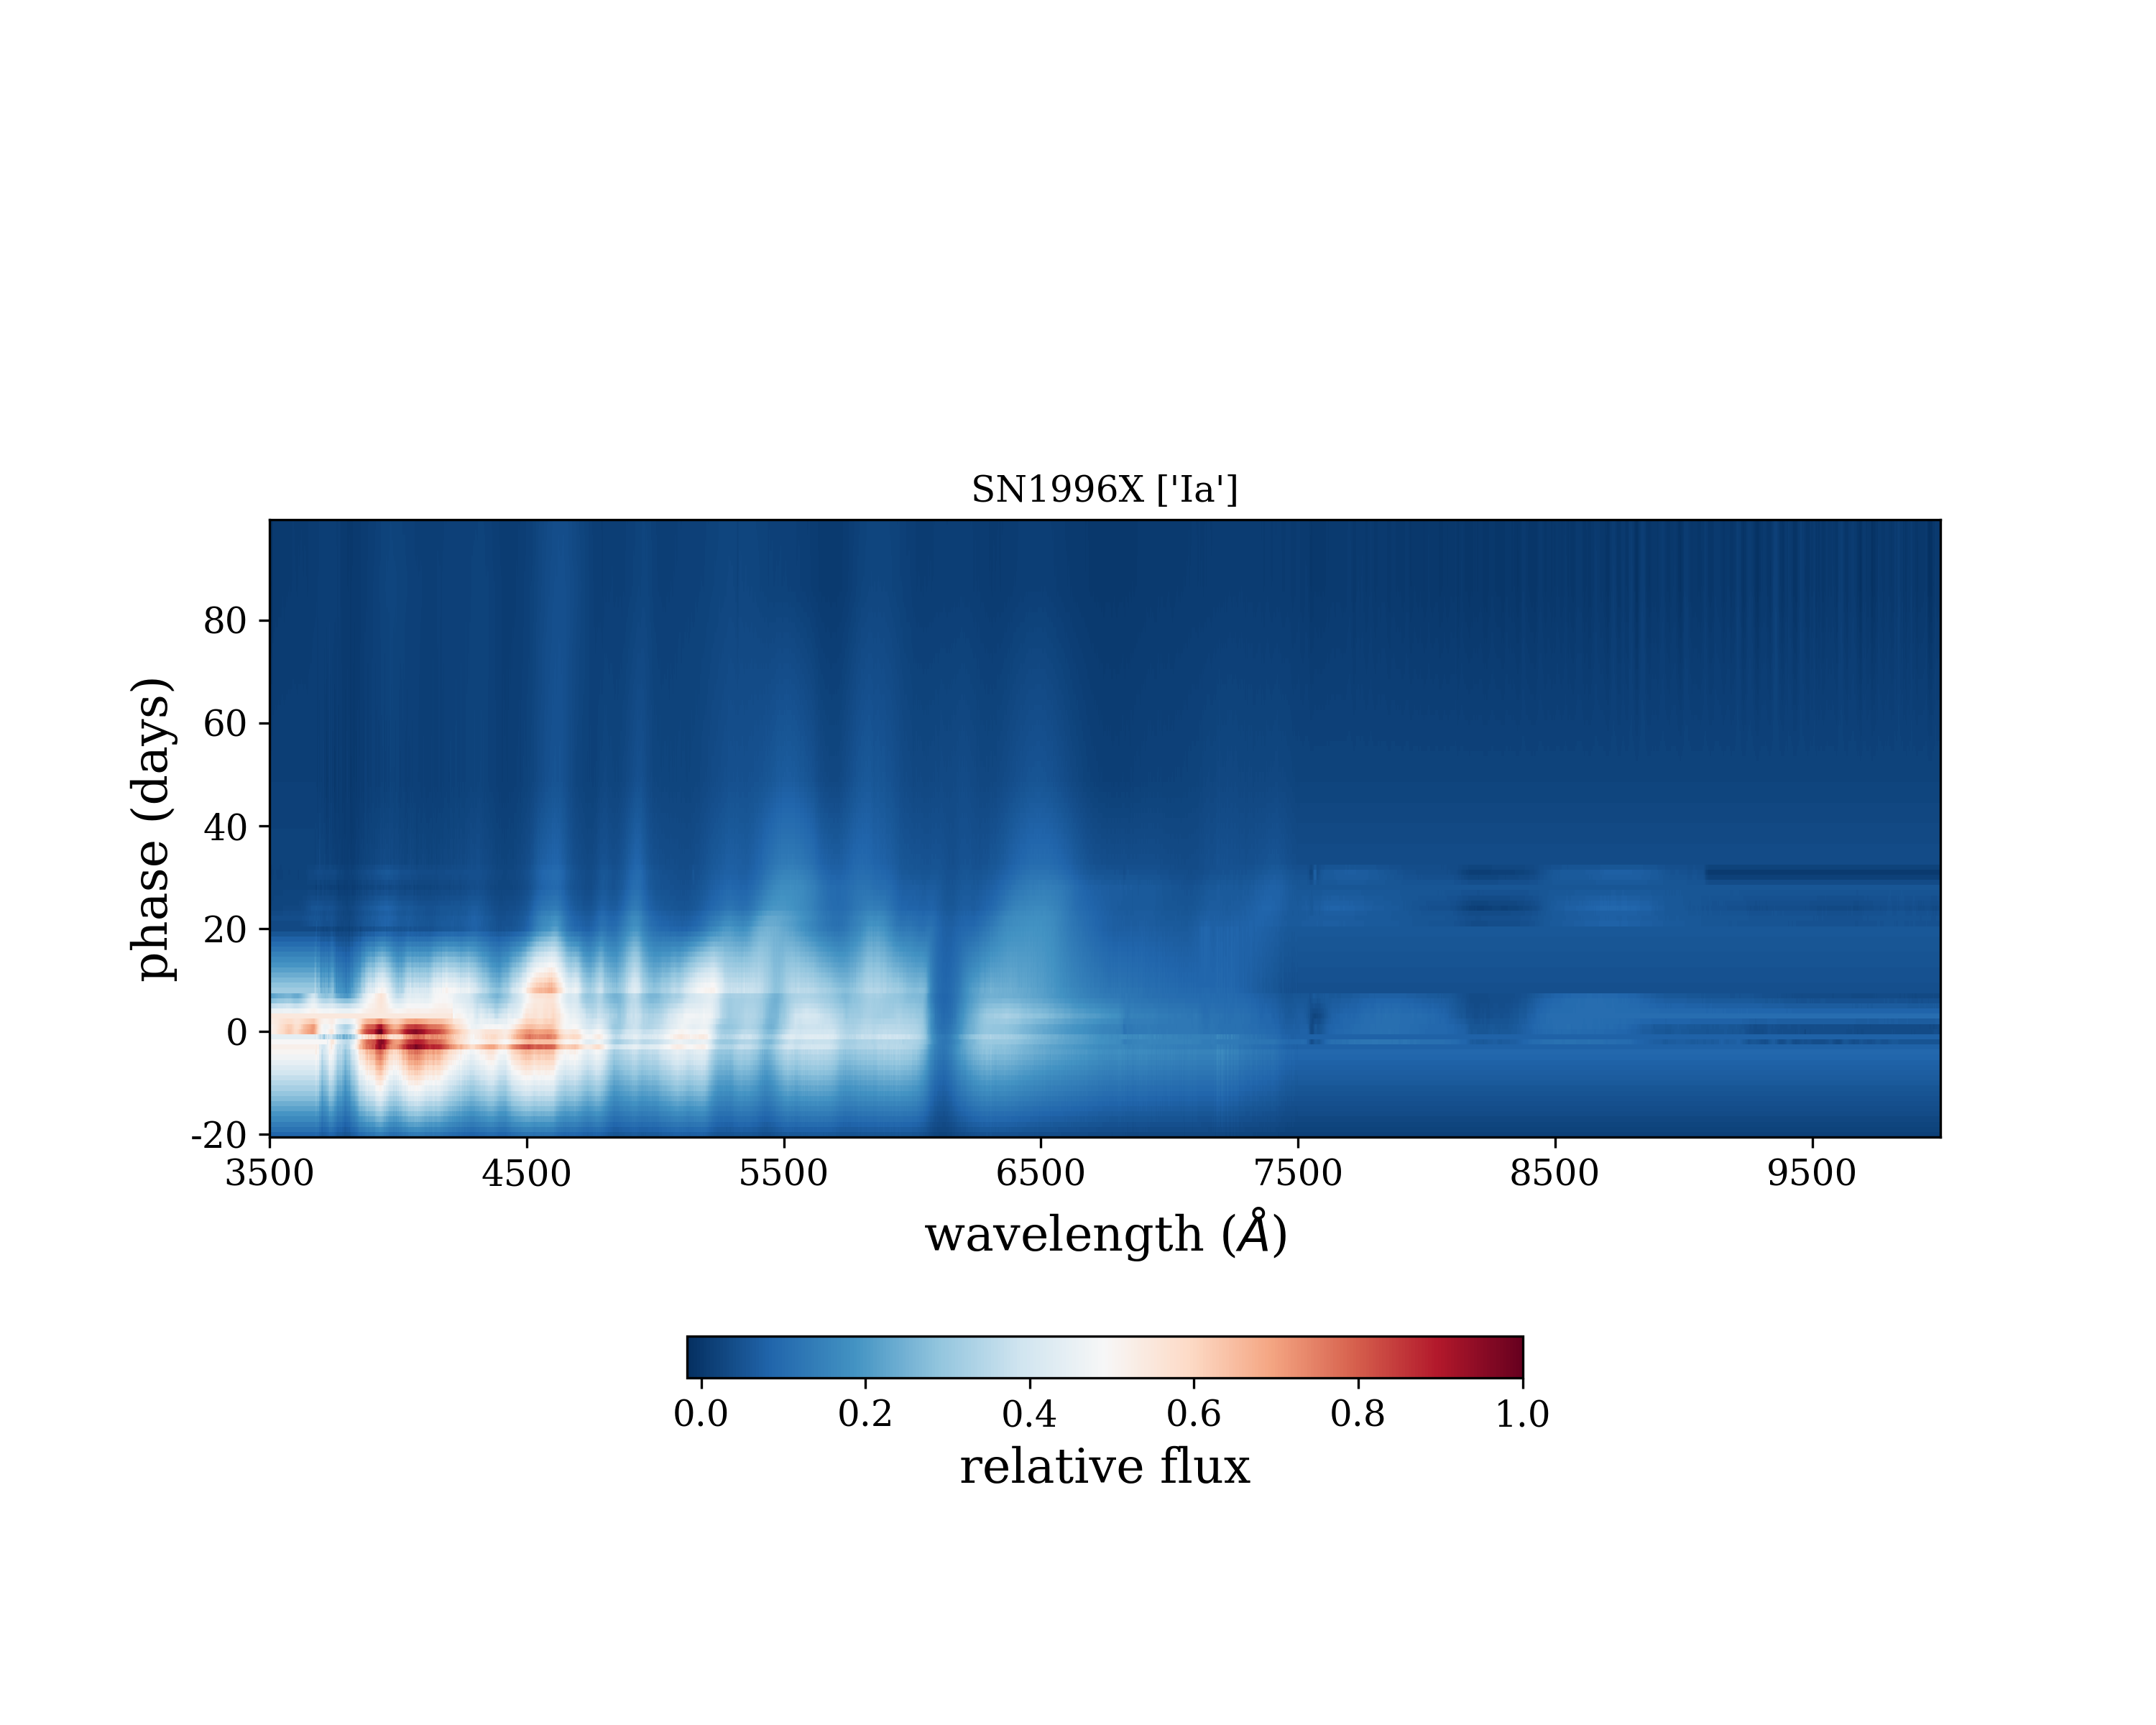 SN1996X ['Ia']
80
60
40
20
0
-20
phase (days)
3500 4500 5500 6500 7500 8500 9500
wavelength (Å)
0.0 0.2 0.4 0.6 0.8 1.0
relative flux